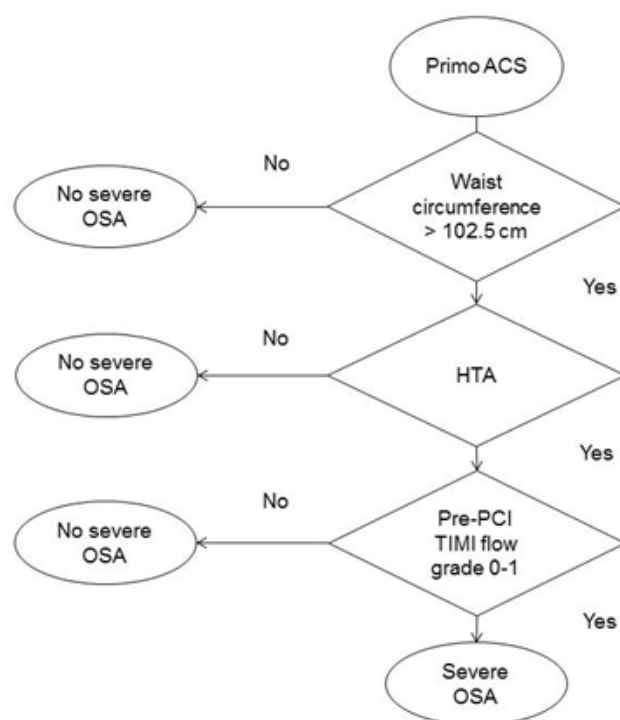 Primo ACS
No
Waist
circumference
> 102.5 cm
No severe
OSA
Yes
No
HTA
No severe
OSA
Yes
No
Pre-PCI
TIMI flow
grade 0-1
No severe
OSA
Yes
Severe
OSA